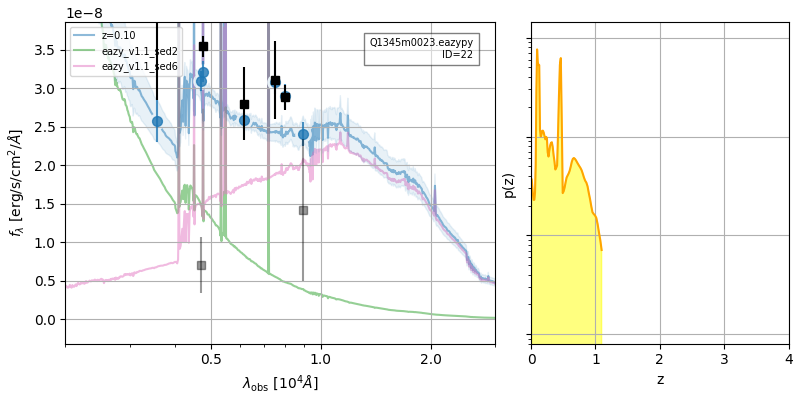 1e−8
z=0.10
eazy_v1.1_sed2
eazy_v1.1_sed6
Q1345m0023.eazypy
ID=22
3.5
3.0
2.5
2.0
1.5
1.0
0.5
0.0
f_λ [erg/s/cm²/Å]
0.5
1.0
2.0
λ_obs [10⁴Å]
p(z)
0
1
2
3
4
z